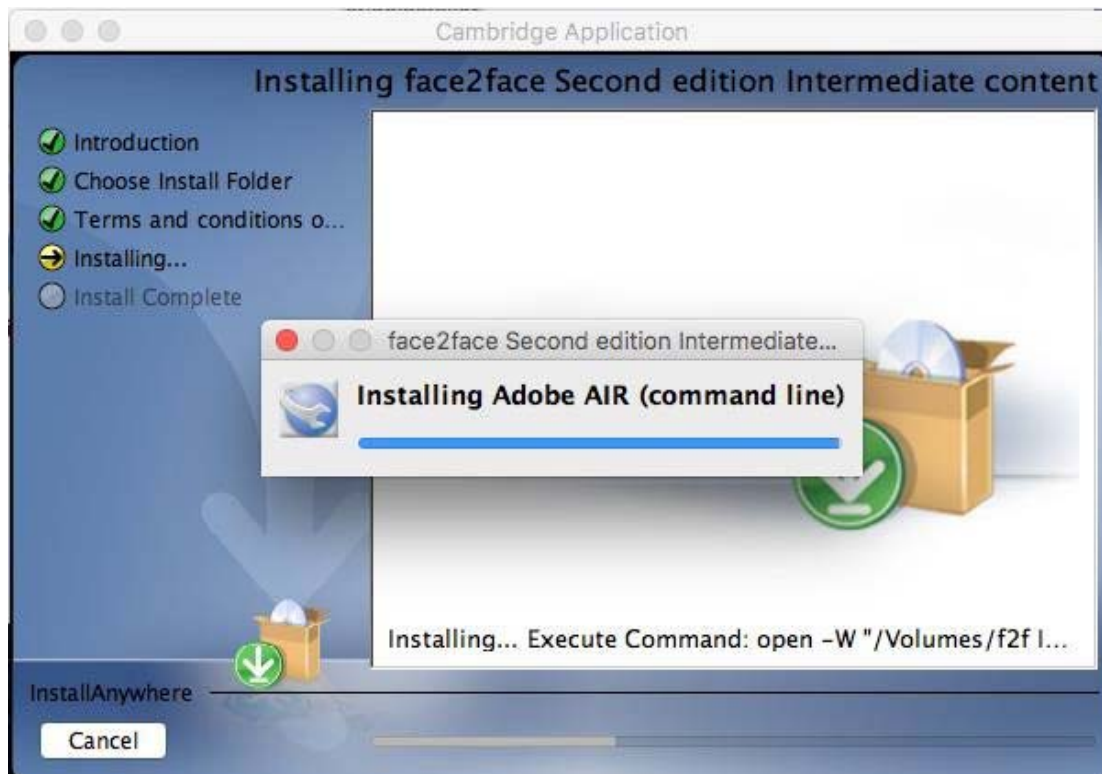 Cambridge Application
Installing face2face Second edition Intermediate content
Introduction
Choose Install Folder
Terms and conditions o...
Installing...
Install Complete
face2face Second edition Intermediate...
Installing Adobe AIR (command line)
Installing... Execute Command: open -W "/Volumes/f2f I...
InstallAnywhere
Cancel